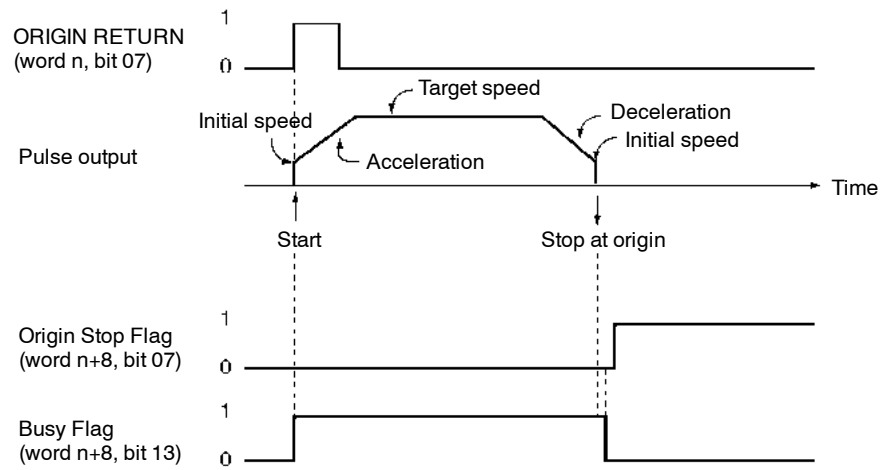 1
ORIGIN RETURN
(word n, bit 07)
0
Target speed
Initial speed
Deceleration
Initial speed
Pulse output
Acceleration
Time
Start
Stop at origin
1
Origin Stop Flag
(word n+8, bit 07)
0
1
Busy Flag
(word n+8, bit 13)
0